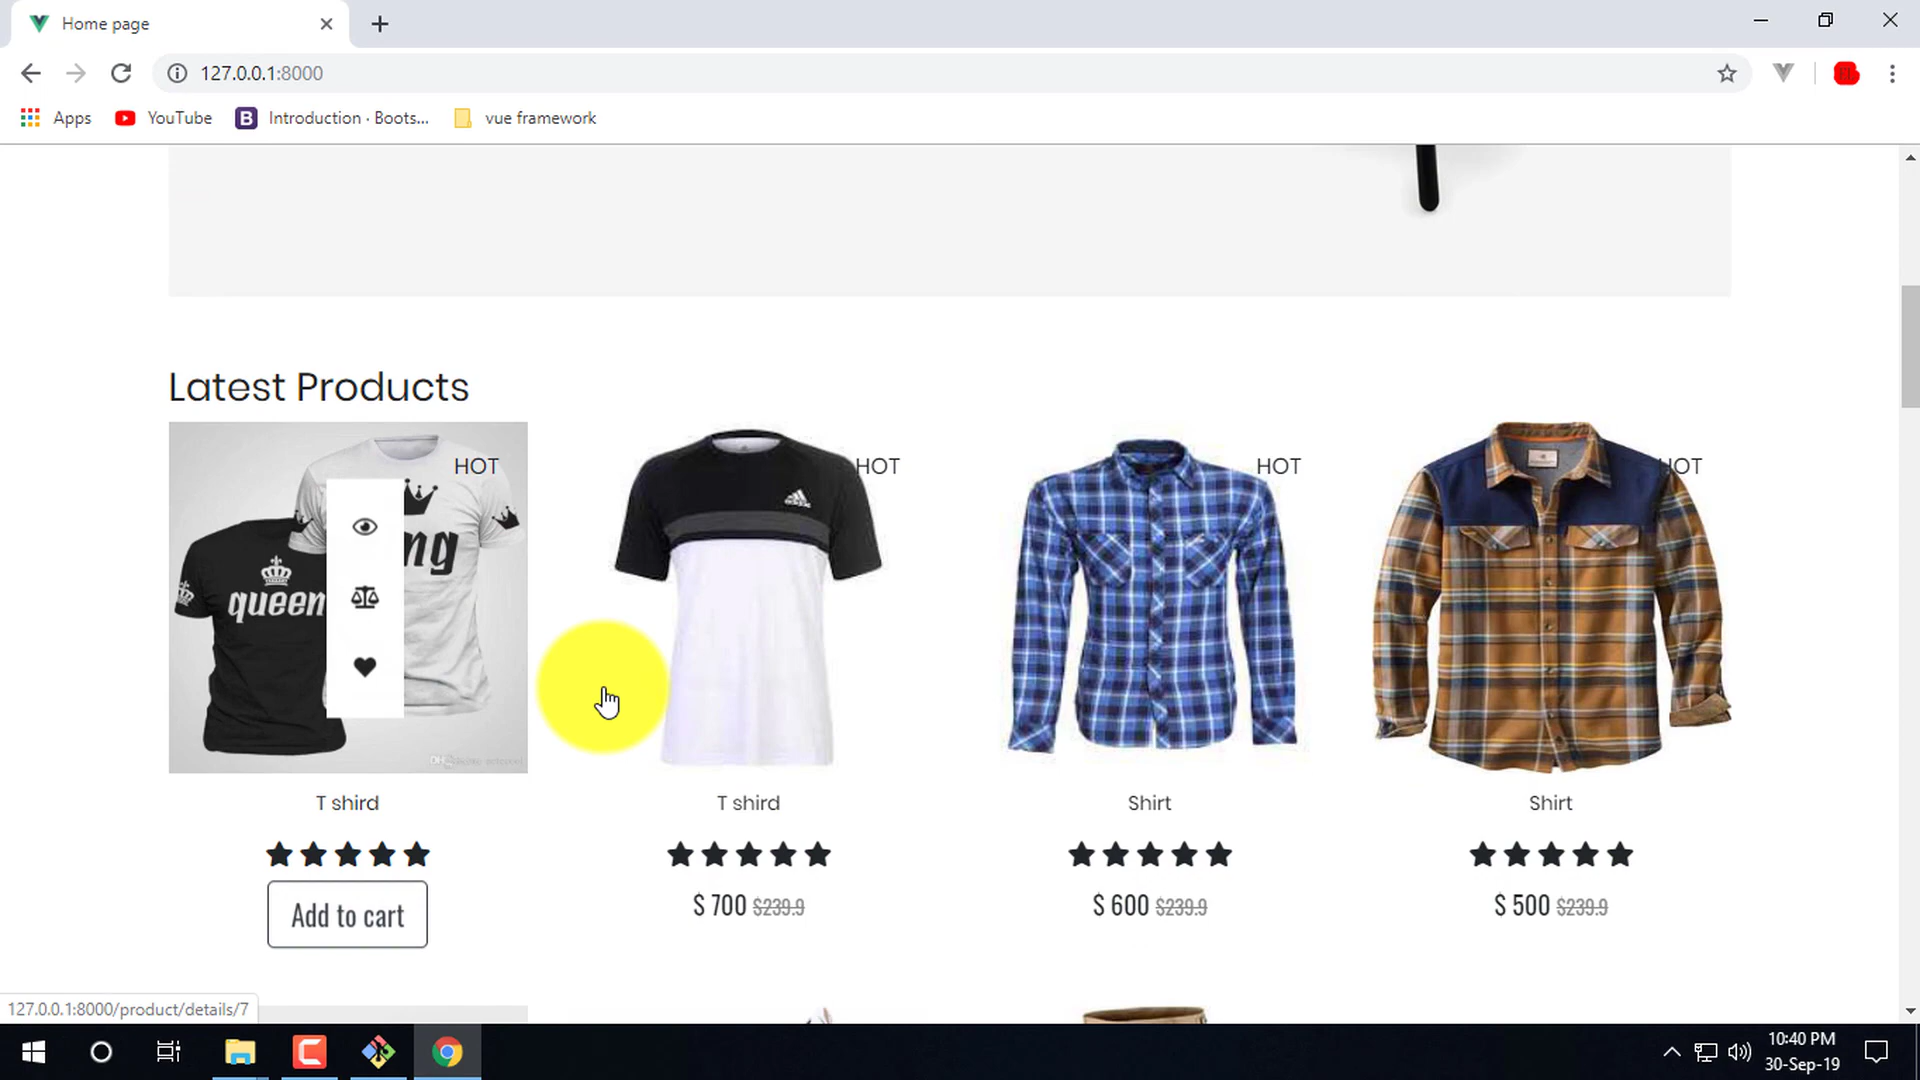 Home page
127.0.0.1:8000
Apps
YouTube
Introduction · Boots...
vue framework
Latest Products
HOT
HOT
HOT
HOT
queen
ng
T shird
T shird
Shirt
Shirt
Add to cart
$ 700 $239.9
$ 600 $239.9
$ 500 $239.9
127.0.0.1:8000/product/details/7
10:40 PM
30-Sep-19